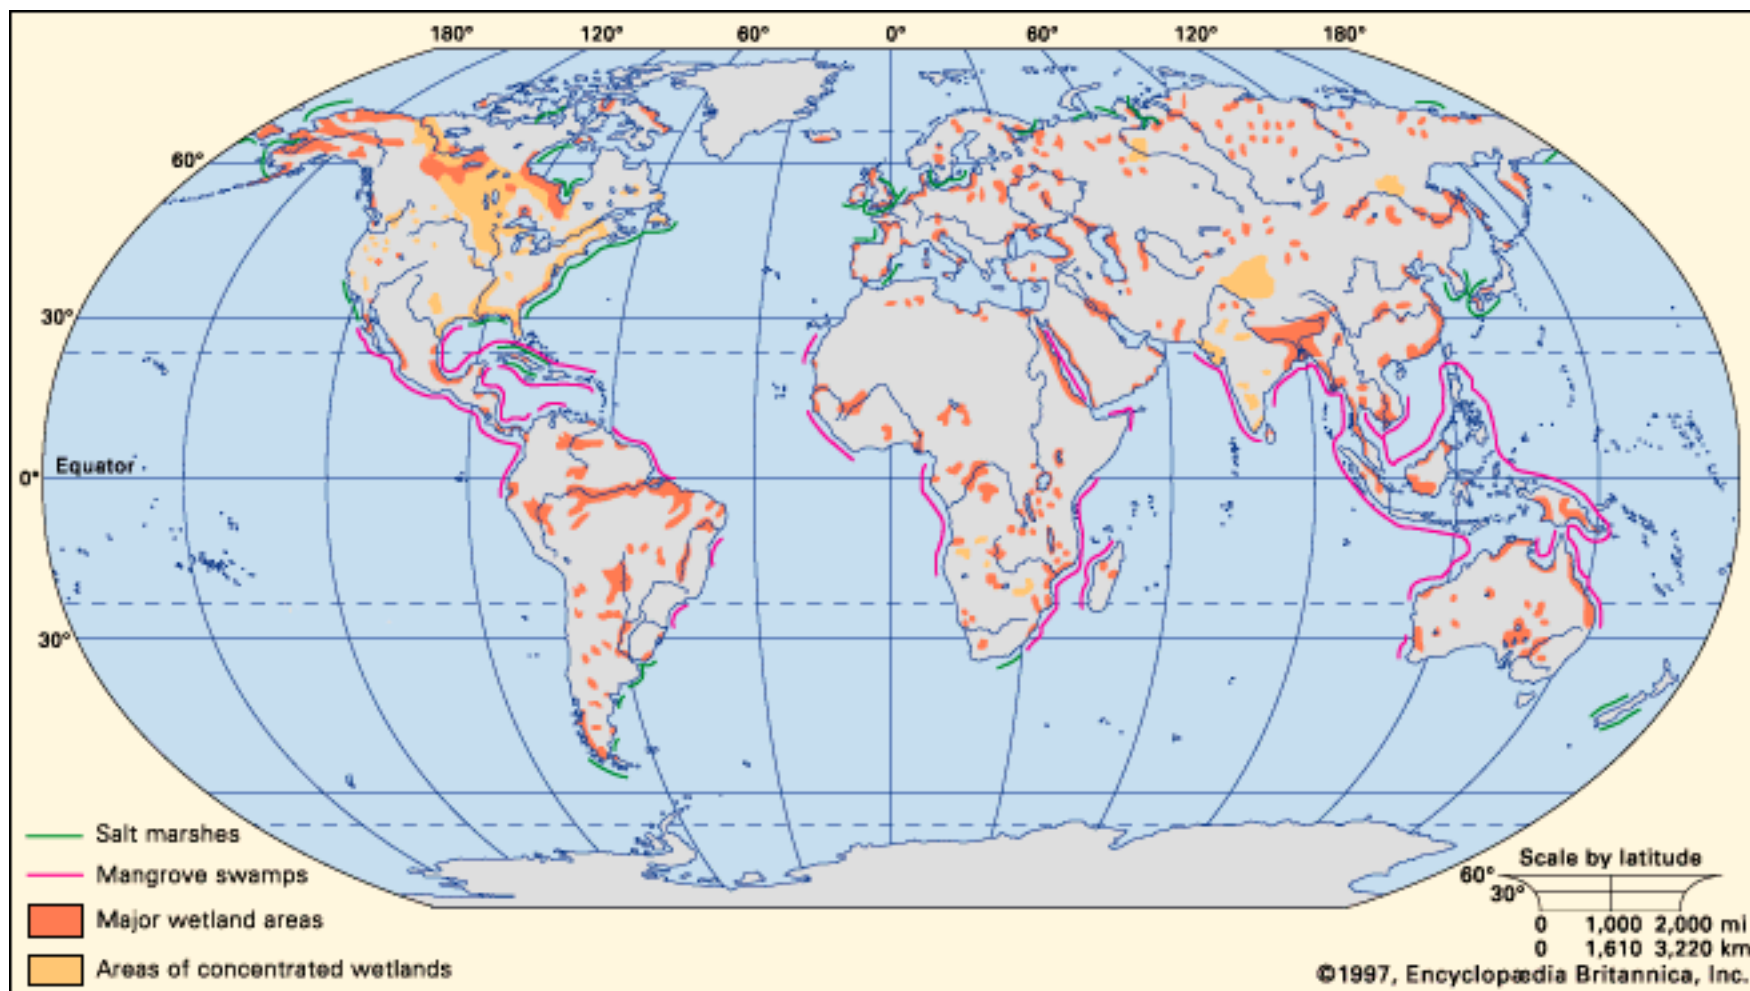 180° 120° 60° 0° 60° 120° 180°
60°
30°
Equator
0°
30°
Salt marshes
Mangrove swamps
Major wetland areas
Areas of concentrated wetlands
Scale by latitude
60°
30°
0 1,000 2,000 mi
0 1,610 3,220 km
©1997, Encyclopædia Britannica, Inc.